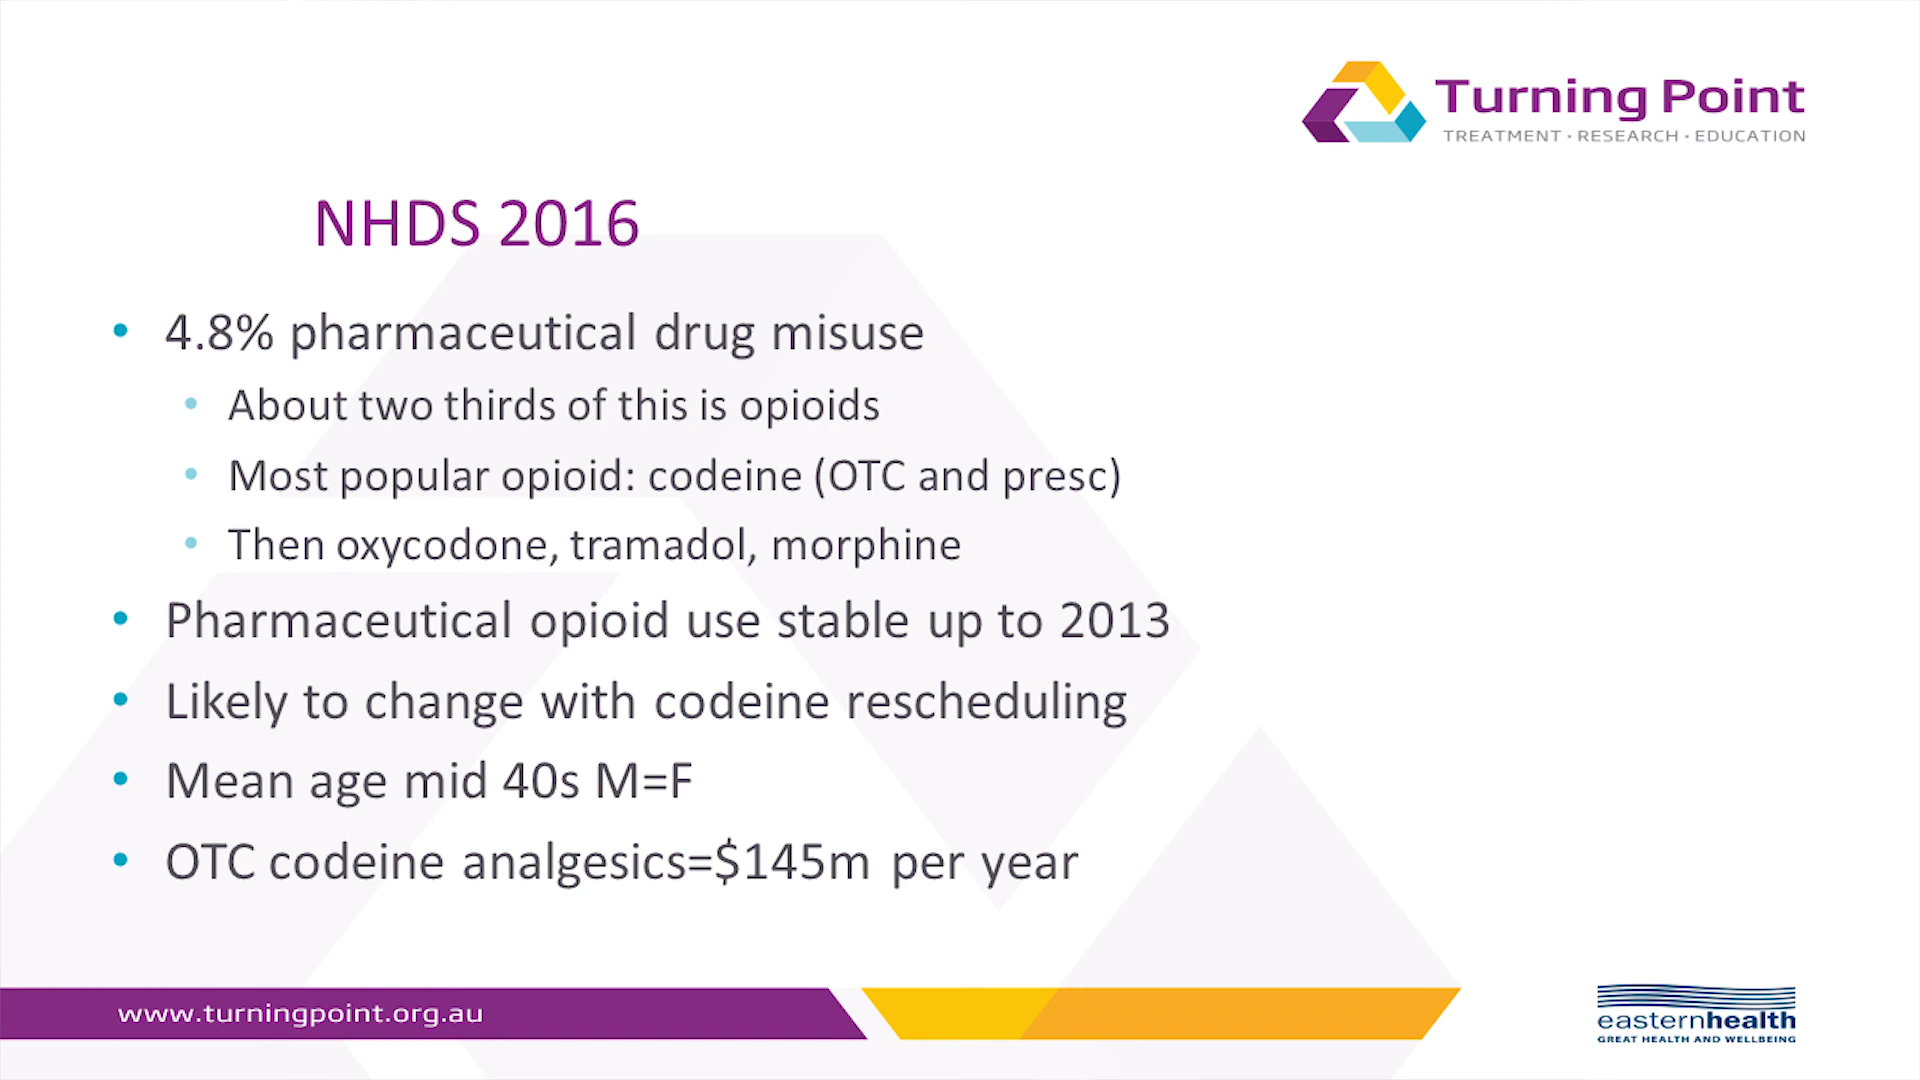 Turning Point
TREATMENT · RESEARCH · EDUCATION
NHDS 2016
• 4.8% pharmaceutical drug misuse
• About two thirds of this is opioids
• Most popular opioid: codeine (OTC and presc)
• Then oxycodone, tramadol, morphine
• Pharmaceutical opioid use stable up to 2013
• Likely to change with codeine rescheduling
• Mean age mid 40s M=F
• OTC codeine analgesics=$145m per year
www.turningpoint.org.au
easternhealth
GREAT HEALTH AND WELLBEING